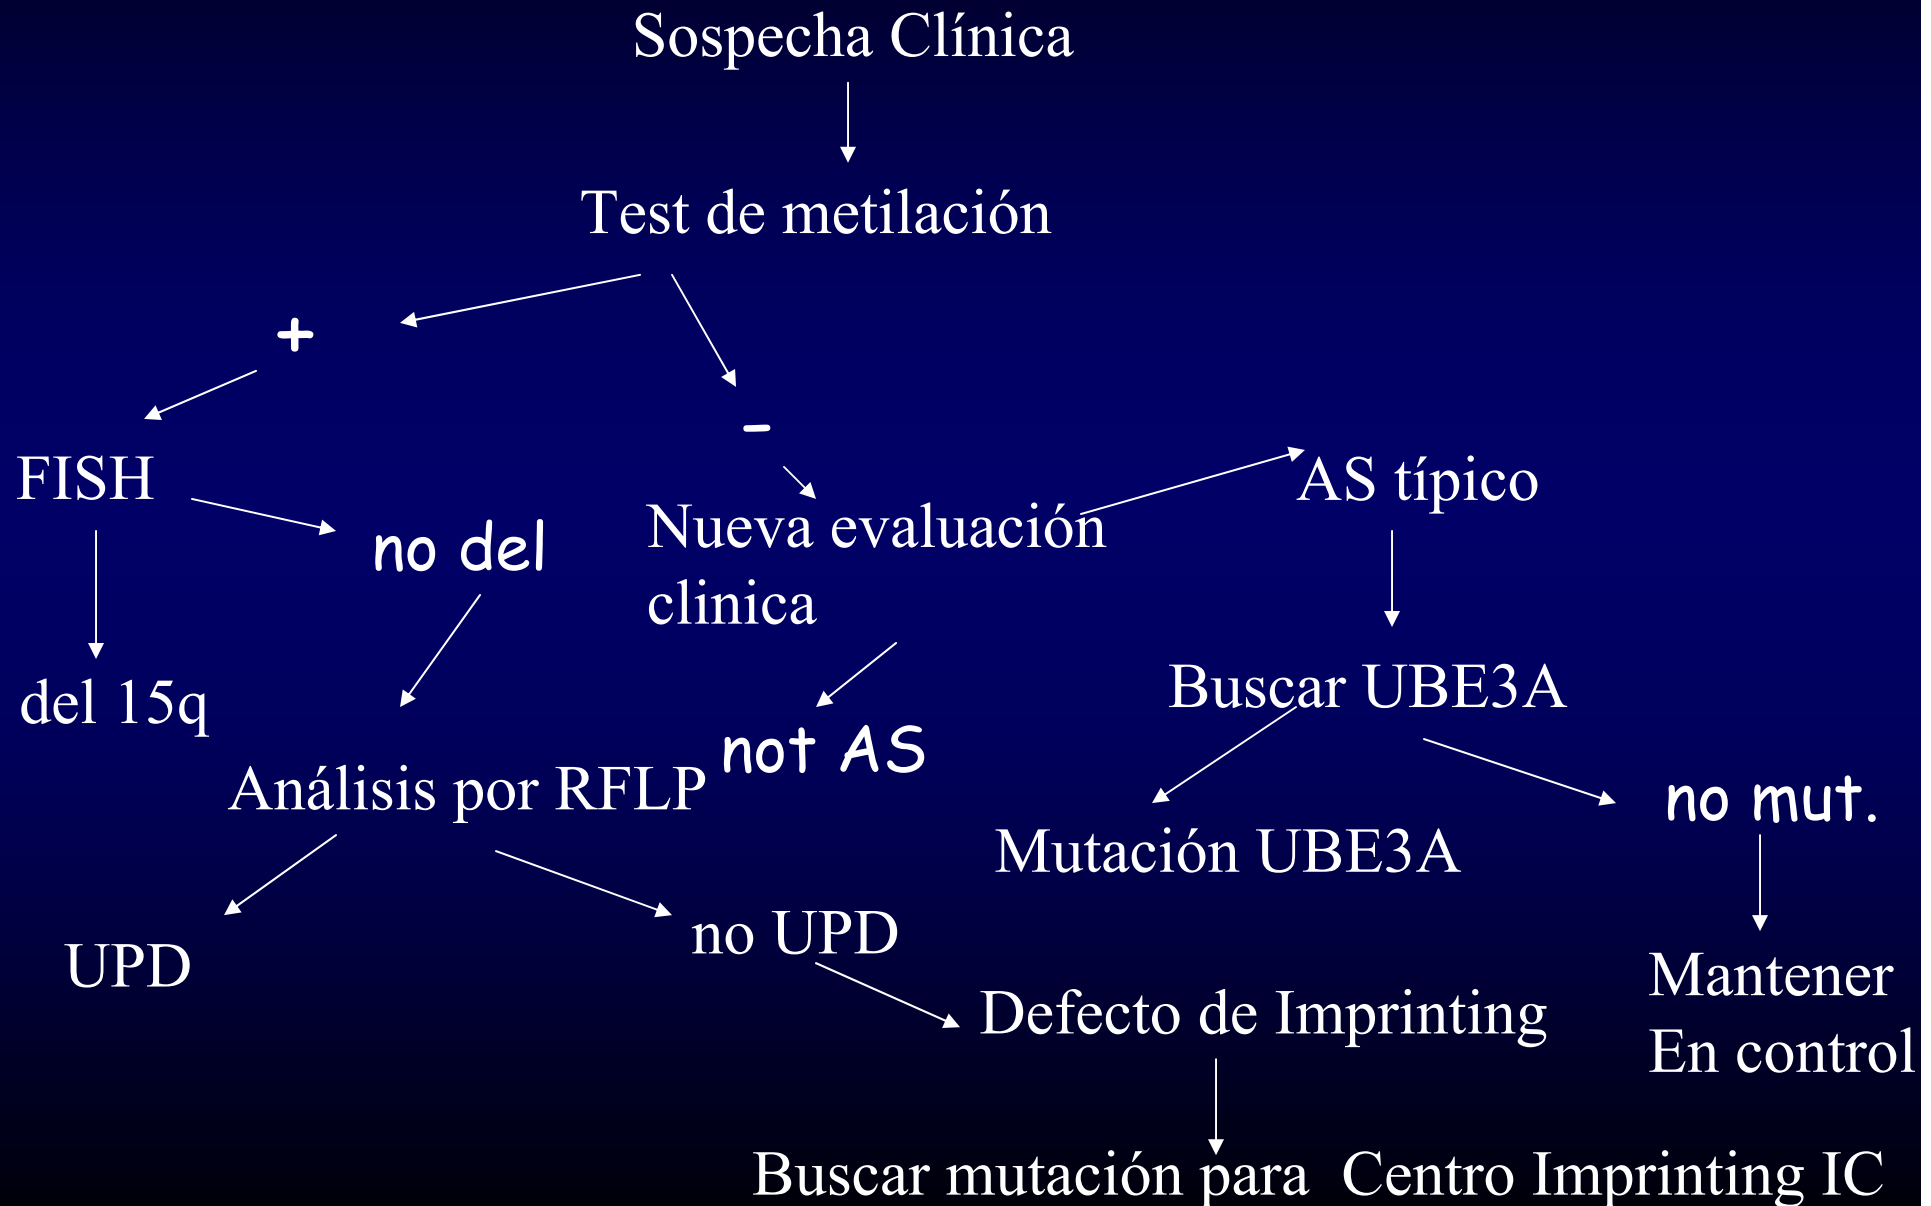 Sospecha Clínica
Test de metilación
+
-
FISH
AS típico
no del
Nueva evaluación
clinica
del 15q
Buscar UBE3A
not AS
Análisis por RFLP
no mut.
Mutación UBE3A
UPD
no UPD
Mantener
En control
Defecto de Imprinting
Buscar mutación para Centro Imprinting IC